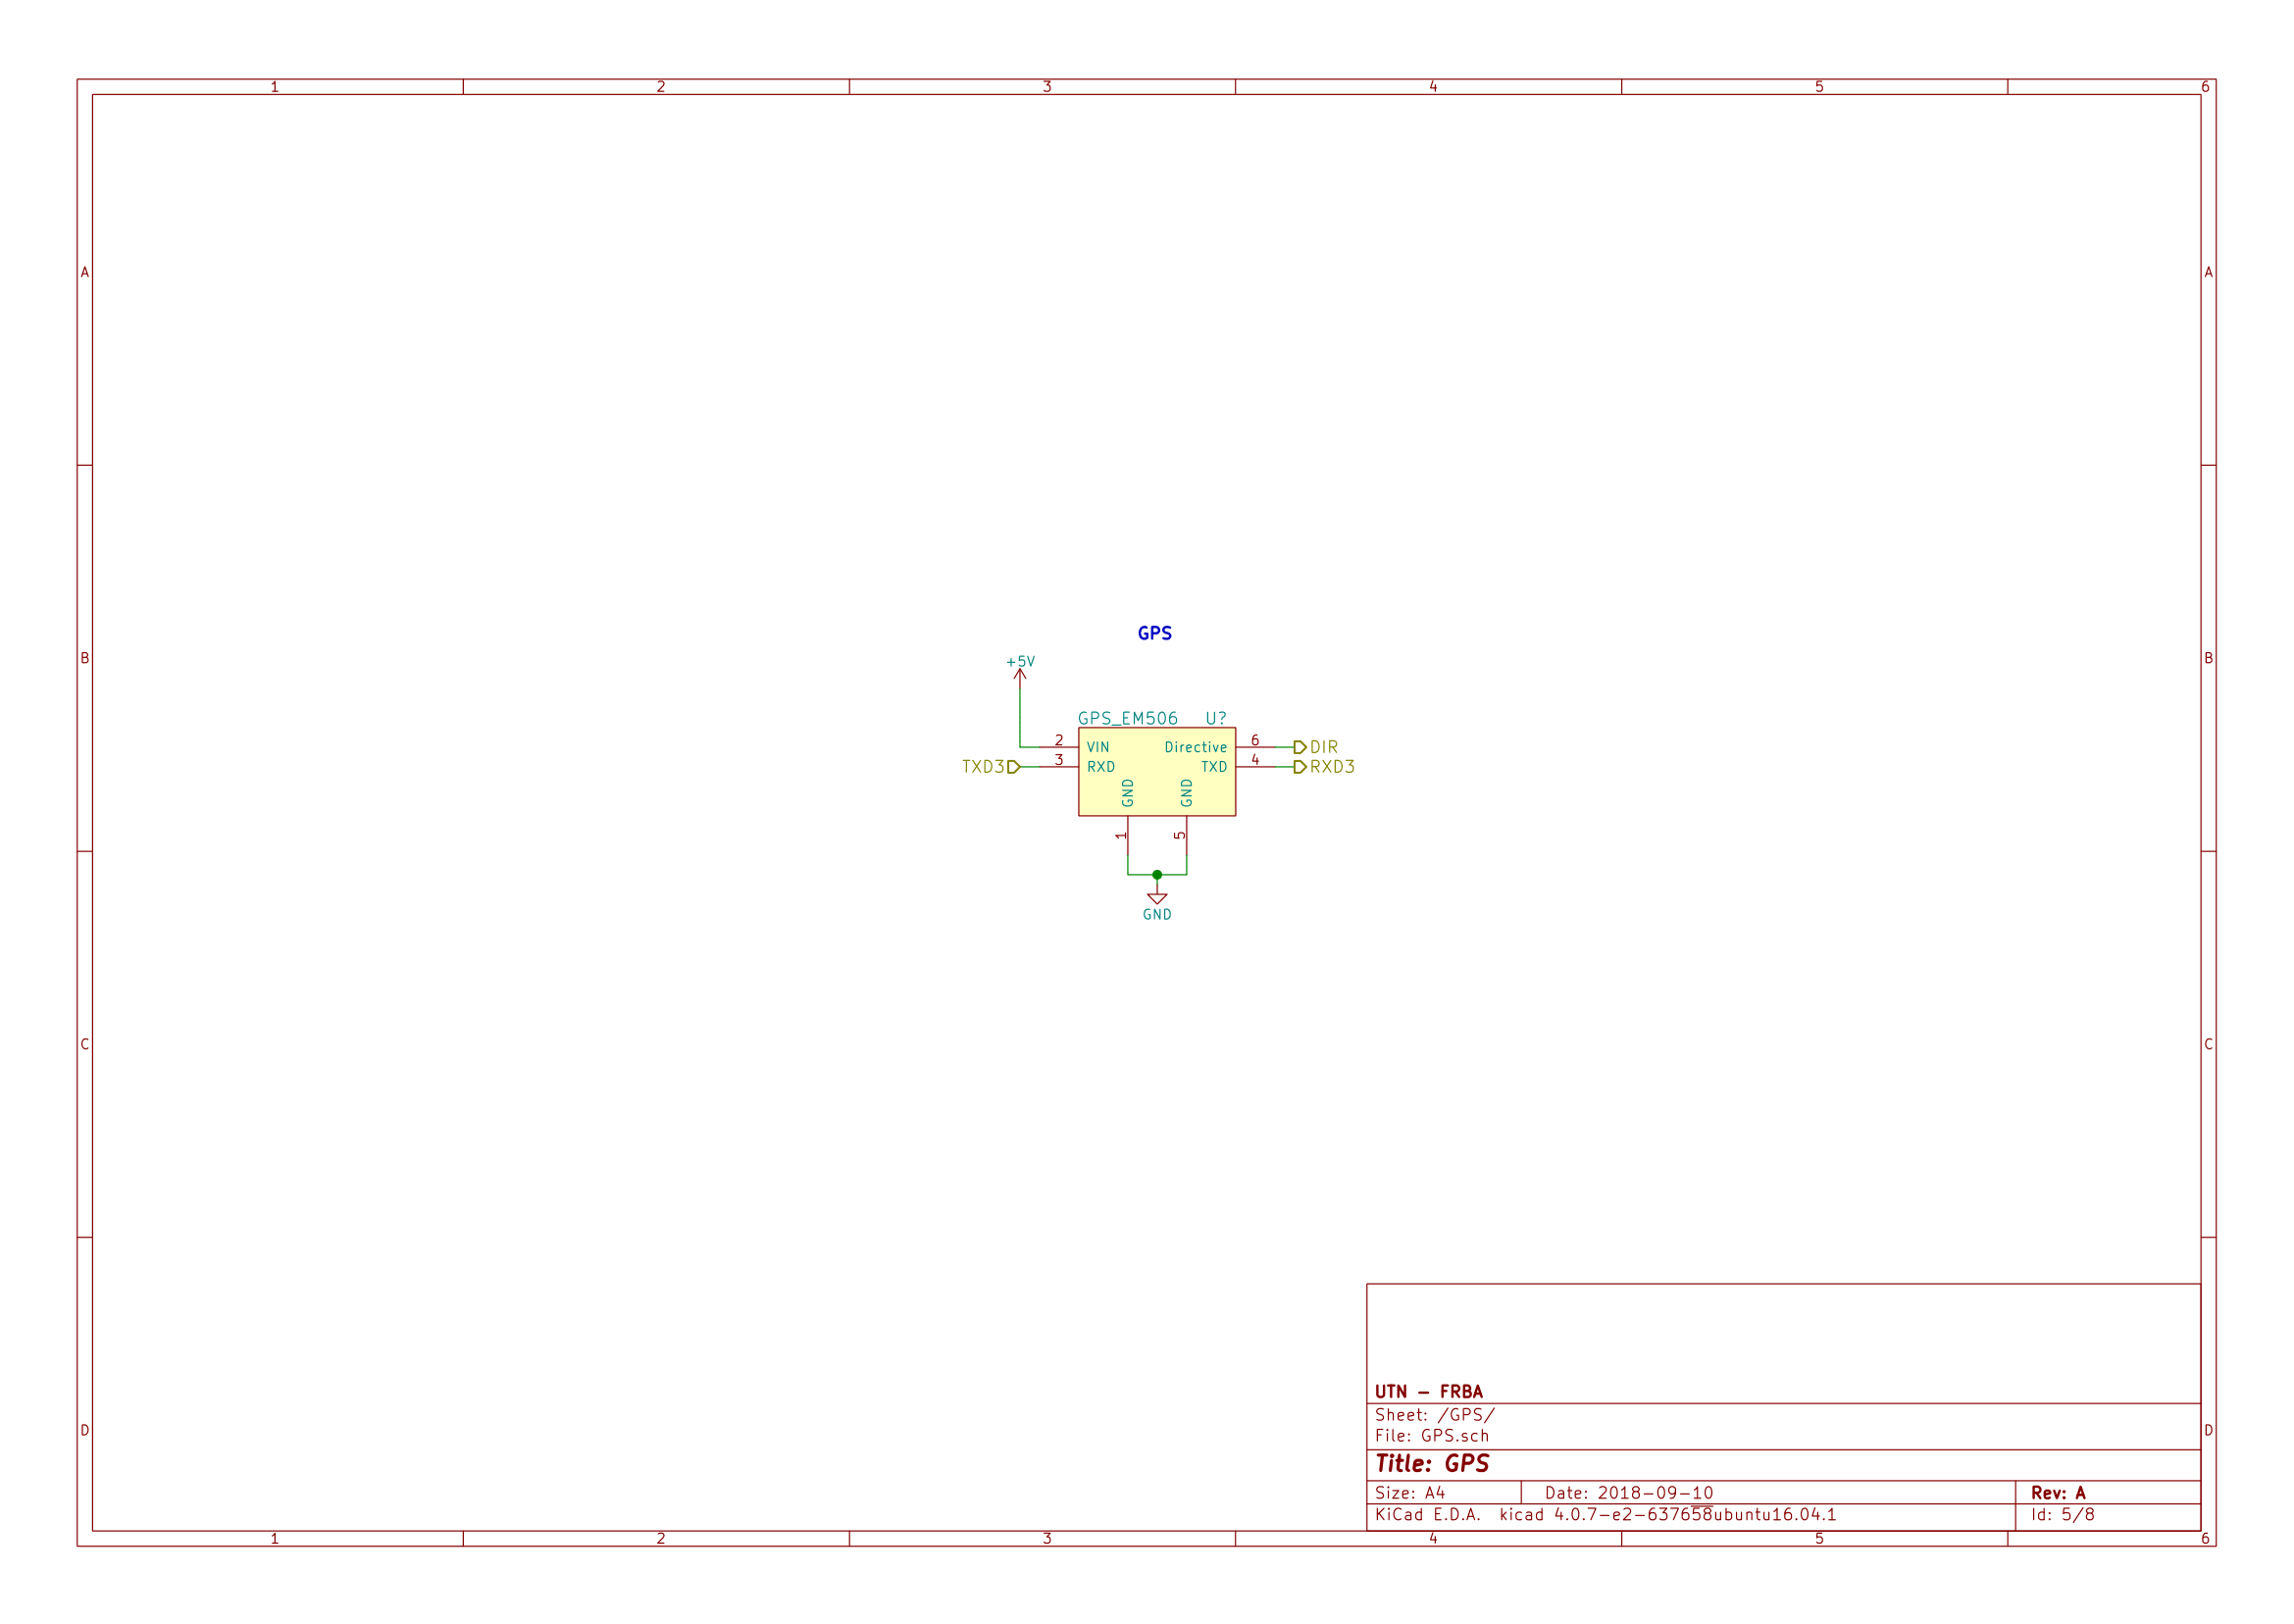 1 2 3 4 5 6
A A
GPS
B B
+5V
GPS_EM506 U?
2 VIN Directive 6 DIR
TXD3 3 RXD TXD 4 RXD3
GND GND
1 5
GND
C C
UTN - FRBA
Sheet: /GPS/
File: GPS.sch
D D
Title: GPS
Size: A4 Date: 2018-09-10 Rev: A
KiCad E.D.A. kicad 4.0.7-e2-637658ubuntu16.04.1 Id: 5/8
1 2 3 4 5 6